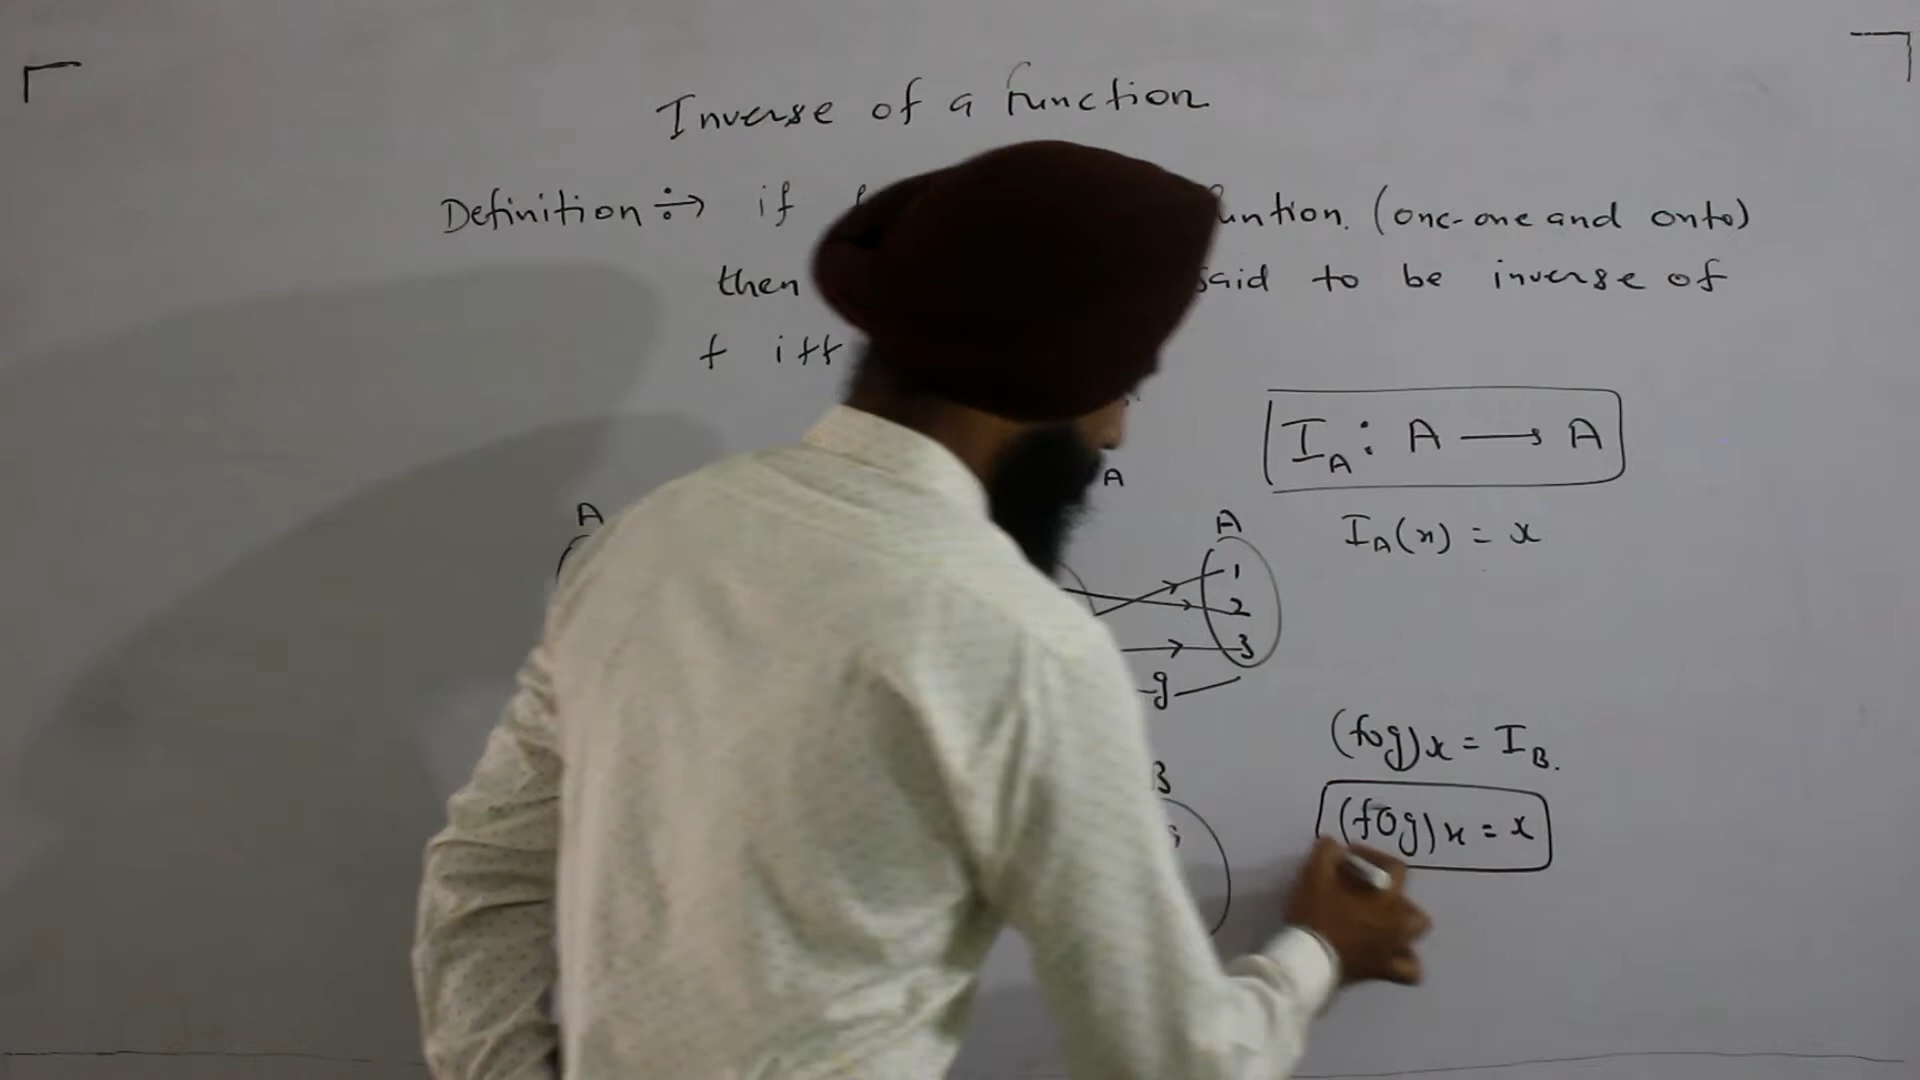 Inverse of a function
Definition ÷→ if f funtion. (one-one and onto)
then said to be inverse of
f iff
I_A : A → A
A
I_A(x) = x
A
A
1
2
3
g
(fog)x = I_B.
(fog)x = x